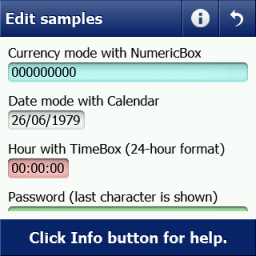 Edit samples
Currency mode with NumericBox
000000000
Date mode with Calendar
26/06/1979
Hour with TimeBox (24-hour format)
00:00:00
Password (last character is shown)
Click Info button for help.